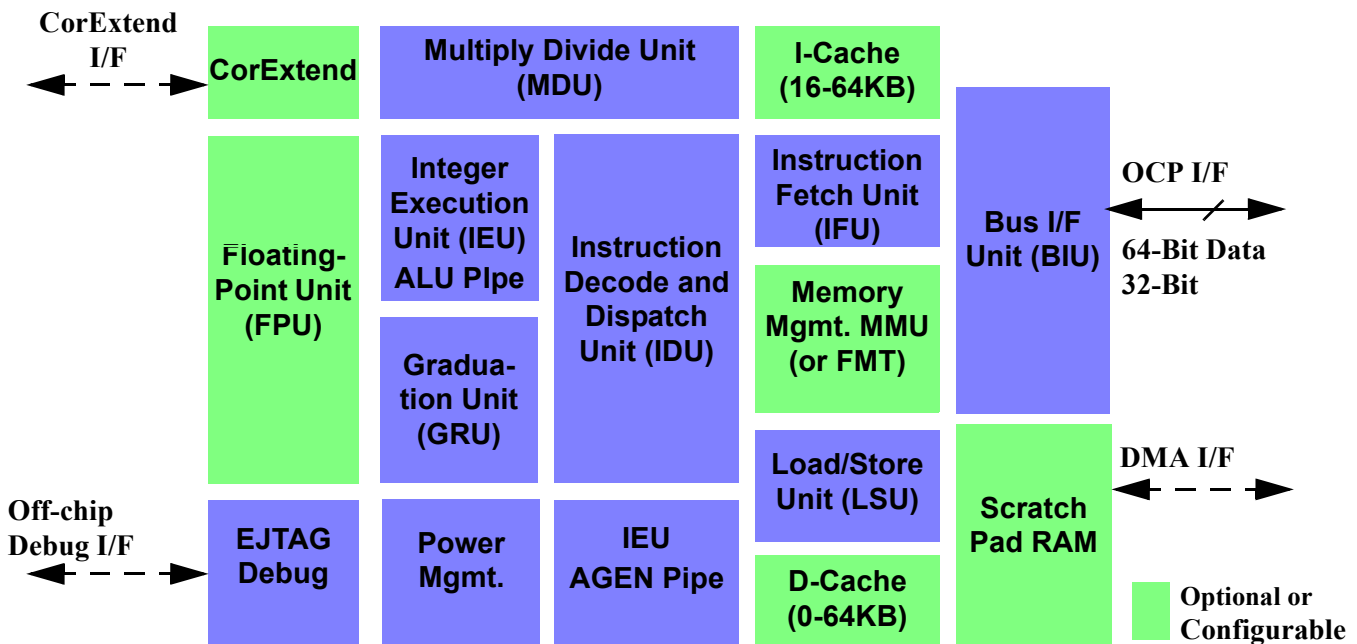 CorExtend
I/F
CorExtend
Multiply Divide Unit
(MDU)
I-Cache
(16-64KB)
Integer
Execution
Unit (IEU)
ALU PIpe
Instruction
Decode and
Dispatch
Unit (IDU)
Instruction
Fetch Unit
(IFU)
Bus I/F
Unit (BIU)
OCP I/F
64-Bit Data
32-Bit
Floating-
Point Unit
(FPU)
Memory
Mgmt. MMU
(or FMT)
Gradua-
tion Unit
(GRU)
Load/Store
Unit (LSU)
Scratch
Pad RAM
DMA I/F
Off-chip
Debug I/F
EJTAG
Debug
Power
Mgmt.
IEU
AGEN Pipe
D-Cache
(0-64KB)
Optional or
Configurable